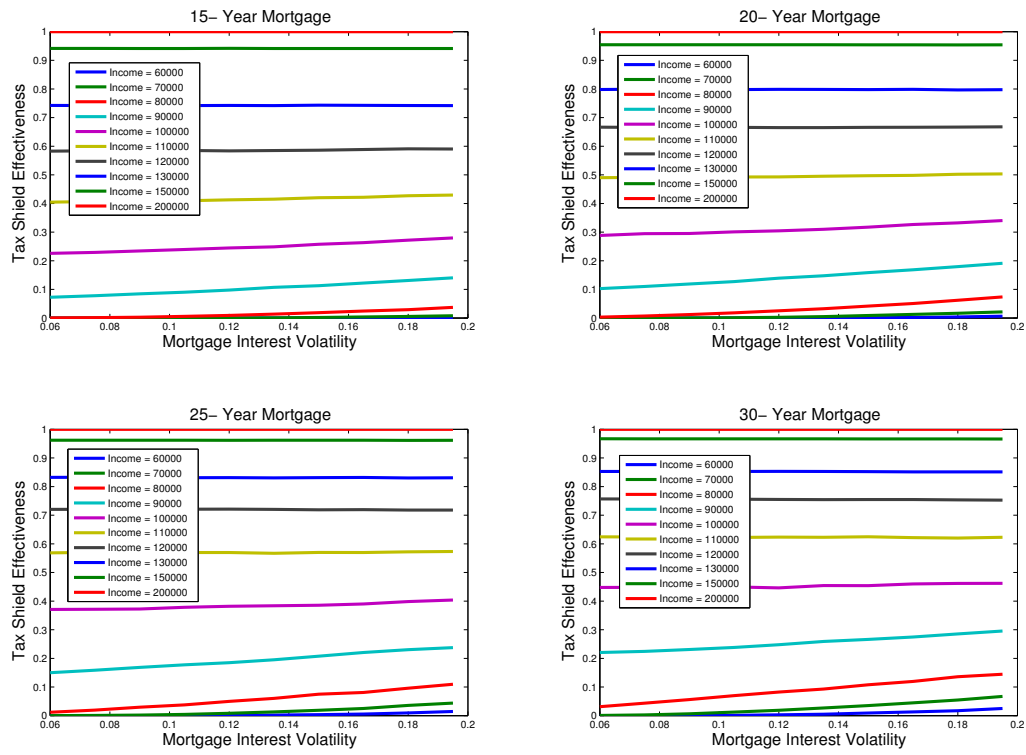 15− Year Mortgage
1
0.9
0.8
0.7
0.6
0.5
0.4
0.3
0.2
0.1
0
Tax Shield Effectiveness
Income = 60000
Income = 70000
Income = 80000
Income = 90000
Income = 100000
Income = 110000
Income = 120000
Income = 130000
Income = 150000
Income = 200000
0.06 0.08 0.1 0.12 0.14 0.16 0.18 0.2
Mortgage Interest Volatility
20− Year Mortgage
1
0.9
0.8
0.7
0.6
0.5
0.4
0.3
0.2
0.1
0
Tax Shield Effectiveness
Income = 60000
Income = 70000
Income = 80000
Income = 90000
Income = 100000
Income = 110000
Income = 120000
Income = 130000
Income = 150000
Income = 200000
0.06 0.08 0.1 0.12 0.14 0.16 0.18 0.2
Mortgage Interest Volatility
25− Year Mortgage
1
0.9
0.8
0.7
0.6
0.5
0.4
0.3
0.2
0.1
0
Tax Shield Effectiveness
Income = 60000
Income = 70000
Income = 80000
Income = 90000
Income = 100000
Income = 110000
Income = 120000
Income = 130000
Income = 150000
Income = 200000
0.06 0.08 0.1 0.12 0.14 0.16 0.18 0.2
Mortgage Interest Volatility
30− Year Mortgage
1
0.9
0.8
0.7
0.6
0.5
0.4
0.3
0.2
0.1
0
Tax Shield Effectiveness
Income = 60000
Income = 70000
Income = 80000
Income = 90000
Income = 100000
Income = 110000
Income = 120000
Income = 130000
Income = 150000
Income = 200000
0.06 0.08 0.1 0.12 0.14 0.16 0.18 0.2
Mortgage Interest Volatility